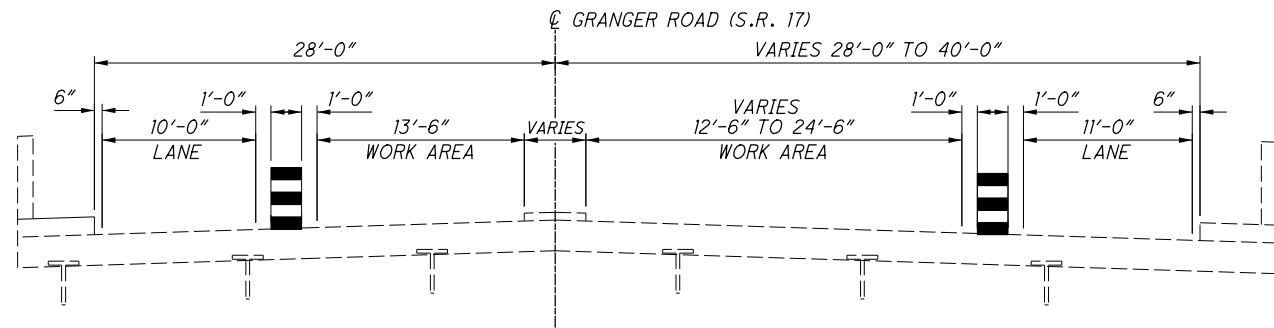 ℄ GRANGER ROAD (S.R. 17)
28'-0" VARIES 28'-0" TO 40'-0"
6" 1'-0" 1'-0" VARIES 1'-0" 1'-0" 6"
10'-0" 13'-6" VARIES 12'-6" TO 24'-6" 11'-0"
LANE WORK AREA WORK AREA LANE